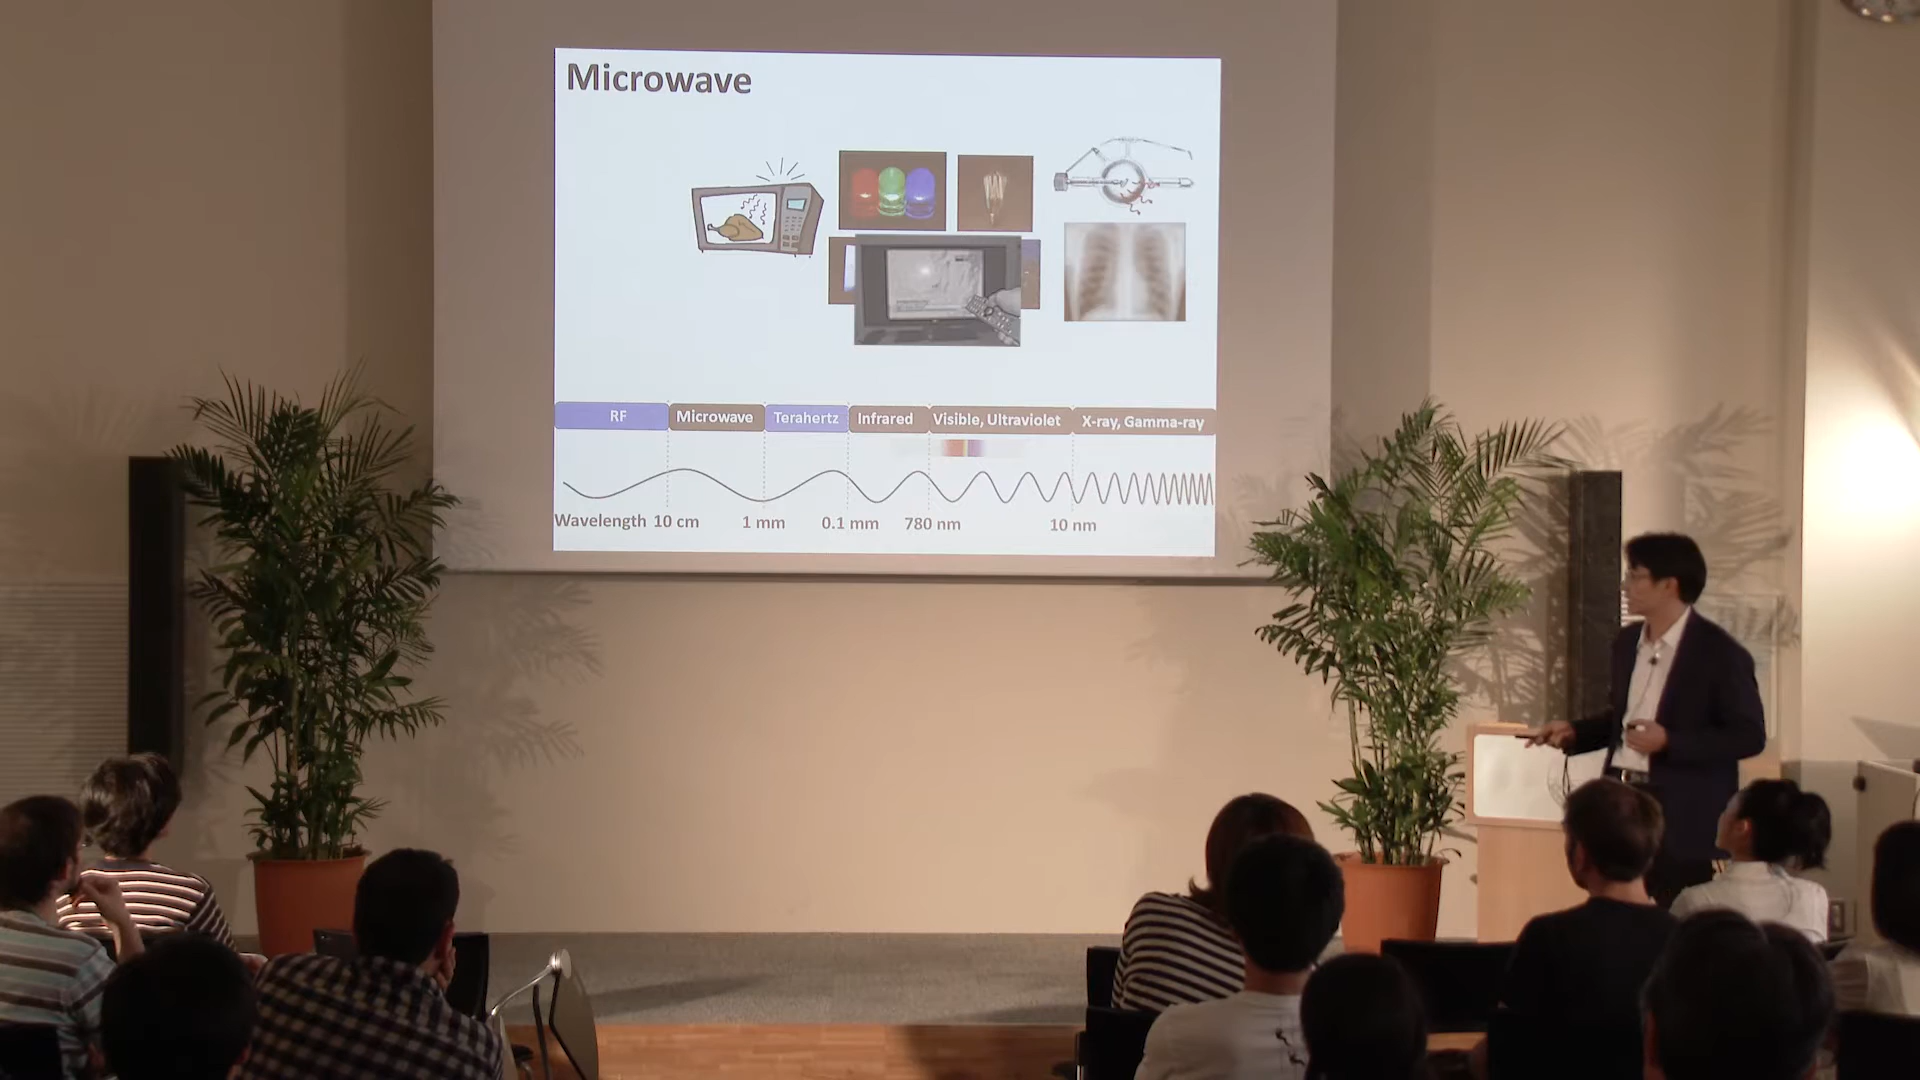 Microwave
RF Microwave Terahertz Infrared Visible, Ultraviolet X-ray, Gamma-ray
Wavelength 10 cm 1 mm 0.1 mm 780 nm 10 nm